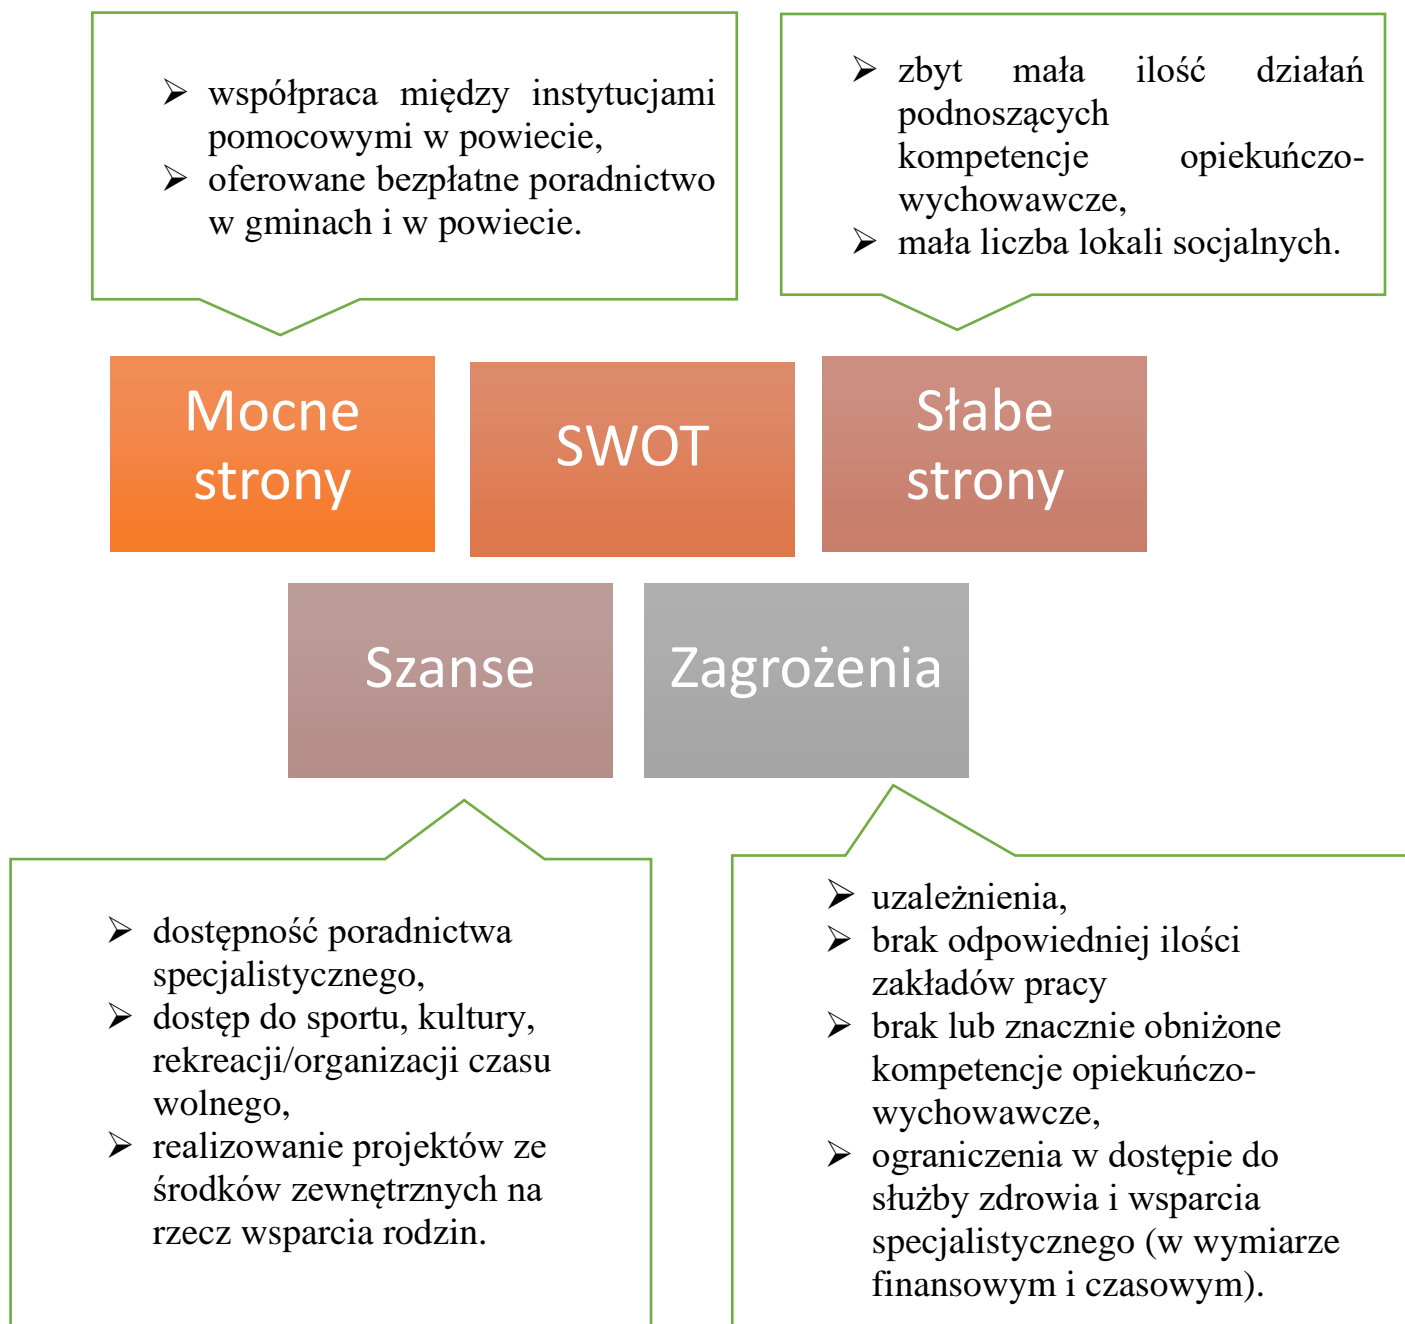 ➢ współpraca między instytucjami
pomocowymi w powiecie,
➢ oferowane bezpłatne poradnictwo
w gminach i w powiecie.
➢ zbyt mała ilość działań
podnoszących
kompetencje opiekuńczo-
wychowawcze,
➢ mała liczba lokali socjalnych.
Mocne
strony
SWOT
Słabe
strony
Szanse
Zagrożenia
➢ dostępność poradnictwa
specjalistycznego,
➢ dostęp do sportu, kultury,
rekreacji/organizacji czasu
wolnego,
➢ realizowanie projektów ze
środków zewnętrznych na
rzecz wsparcia rodzin.
➢ uzależnienia,
➢ brak odpowiedniej ilości
zakładów pracy
➢ brak lub znacznie obniżone
kompetencje opiekuńczo-
wychowawcze,
➢ ograniczenia w dostępie do
służby zdrowia i wsparcia
specjalistycznego (w wymiarze
finansowym i czasowym).